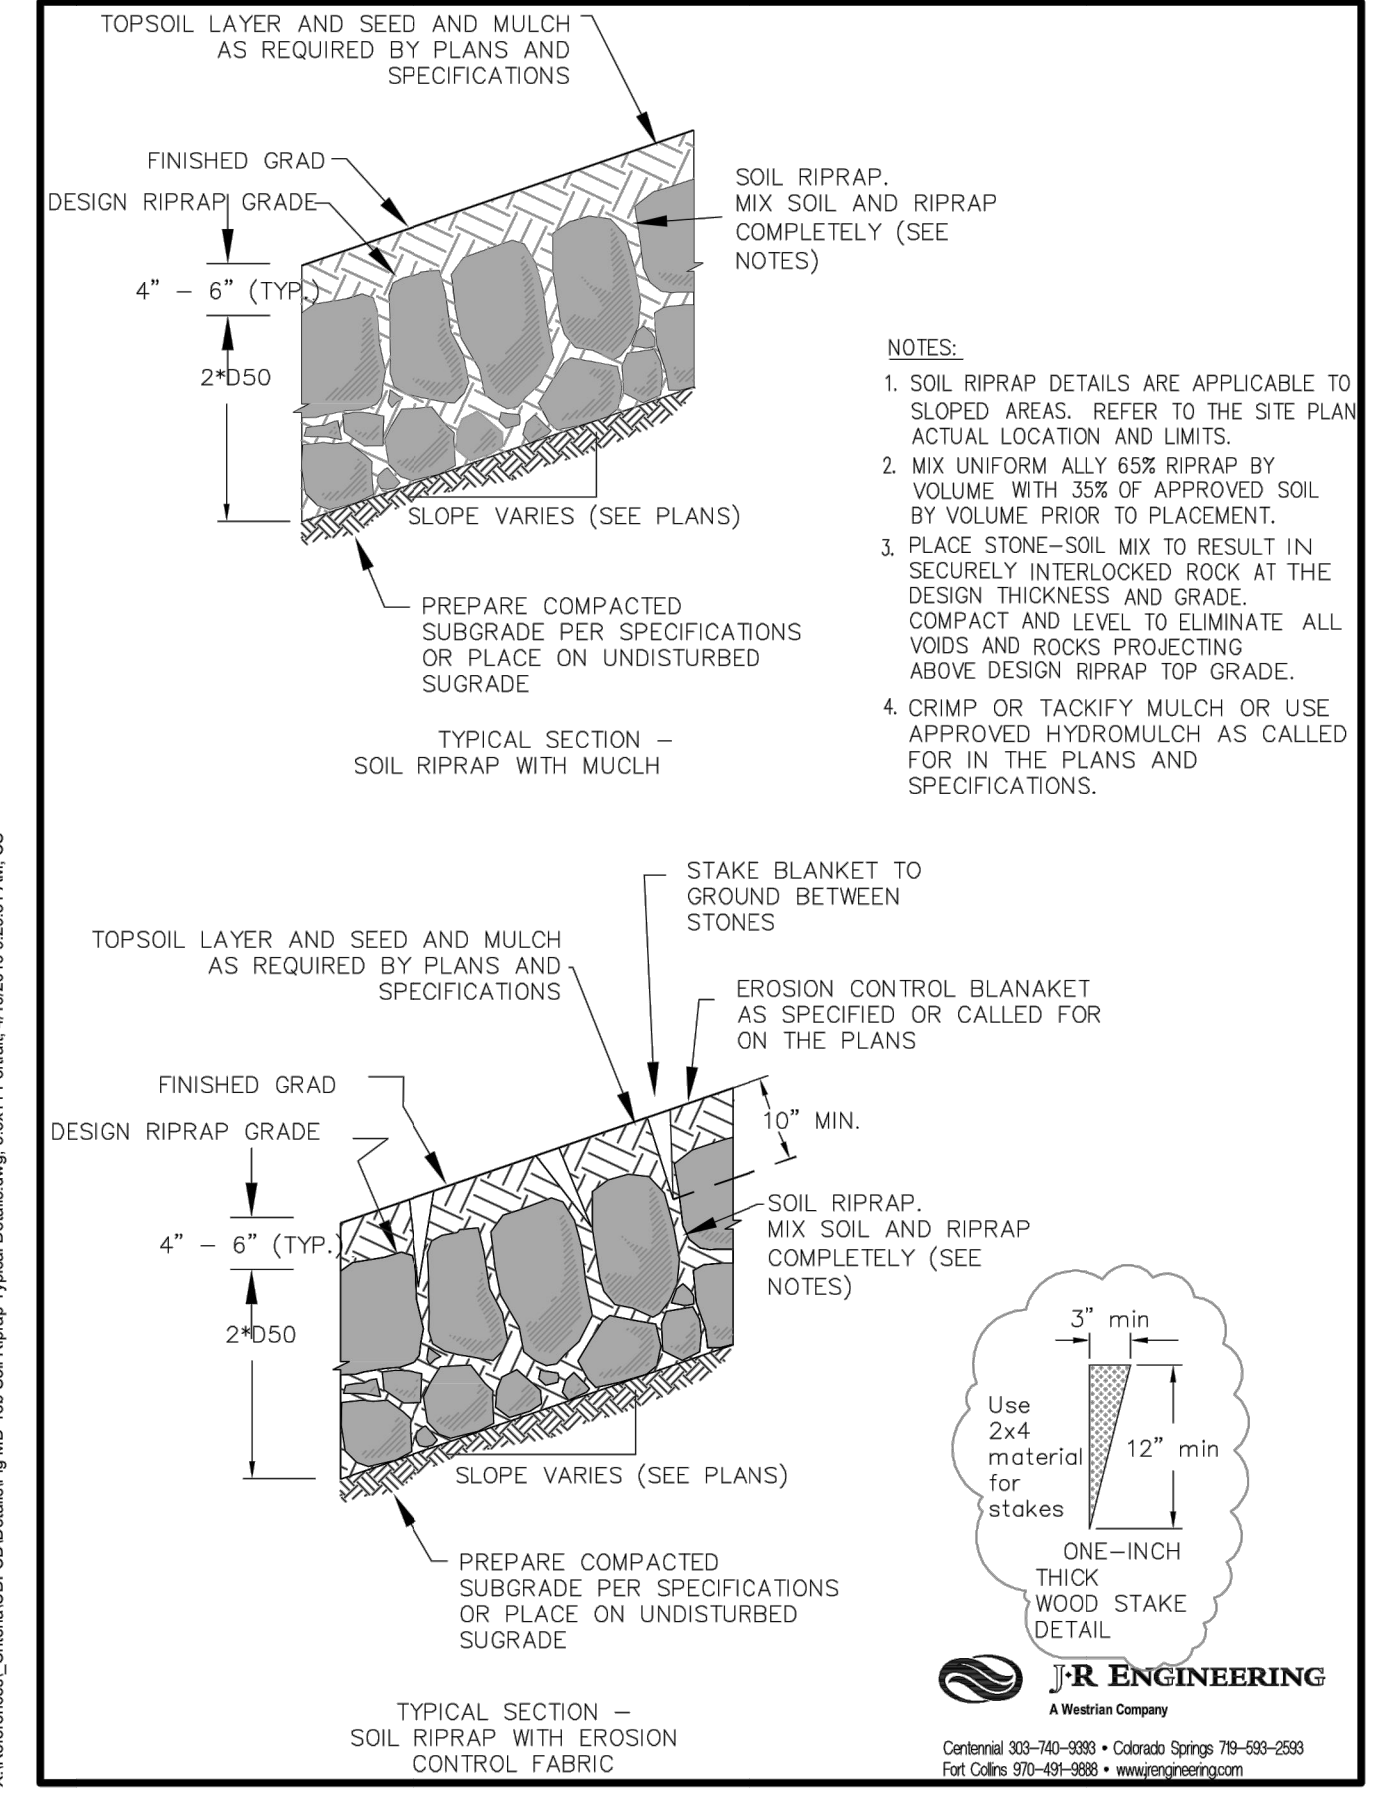 TOPSOIL LAYER AND SEED AND MULCH
AS REQUIRED BY PLANS AND
SPECIFICATIONS
FINISHED GRAD
DESIGN RIPRAP GRADE
4" - 6" (TYP.)
2*D50
SOIL RIPRAP.
MIX SOIL AND RIPRAP
COMPLETELY (SEE
NOTES)
SLOPE VARIES (SEE PLANS)
PREPARE COMPACTED
SUBGRADE PER SPECIFICATIONS
OR PLACE ON UNDISTURBED
SUGRADE
TYPICAL SECTION -
SOIL RIPRAP WITH MUCLH
NOTES:
1. SOIL RIPRAP DETAILS ARE APPLICABLE TO
SLOPED AREAS. REFER TO THE SITE PLAN
ACTUAL LOCATION AND LIMITS.
2. MIX UNIFORM ALLY 65% RIPRAP BY
VOLUME WITH 35% OF APPROVED SOIL
BY VOLUME PRIOR TO PLACEMENT.
3. PLACE STONE-SOIL MIX TO RESULT IN
SECURELY INTERLOCKED ROCK AT THE
DESIGN THICKNESS AND GRADE.
COMPACT AND LEVEL TO ELIMINATE ALL
VOIDS AND ROCKS PROJECTING
ABOVE DESIGN RIPRAP TOP GRADE.
4. CRIMP OR TACKIFY MULCH OR USE
APPROVED HYDROMULCH AS CALLED
FOR IN THE PLANS AND
SPECIFICATIONS.
STAKE BLANKET TO
GROUND BETWEEN
STONES
TOPSOIL LAYER AND SEED AND MULCH
AS REQUIRED BY PLANS AND
SPECIFICATIONS
EROSION CONTROL BLANAKET
AS SPECIFIED OR CALLED FOR
ON THE PLANS
FINISHED GRAD
DESIGN RIPRAP GRADE
10" MIN.
4" - 6" (TYP.)
2*D50
SOIL RIPRAP.
MIX SOIL AND RIPRAP
COMPLETELY (SEE
NOTES)
SLOPE VARIES (SEE PLANS)
PREPARE COMPACTED
SUBGRADE PER SPECIFICATIONS
OR PLACE ON UNDISTURBED
SUGRADE
TYPICAL SECTION -
SOIL RIPRAP WITH EROSION
CONTROL FABRIC
3" min
Use
2x4
material
for
stakes
12" min
ONE-INCH
THICK
WOOD STAKE
DETAIL
J·R ENGINEERING
A Westrian Company
Centennial 303-740-9393 • Colorado Springs 719-593-2593
Fort Collins 970-491-9888 • www.jrengineering.com